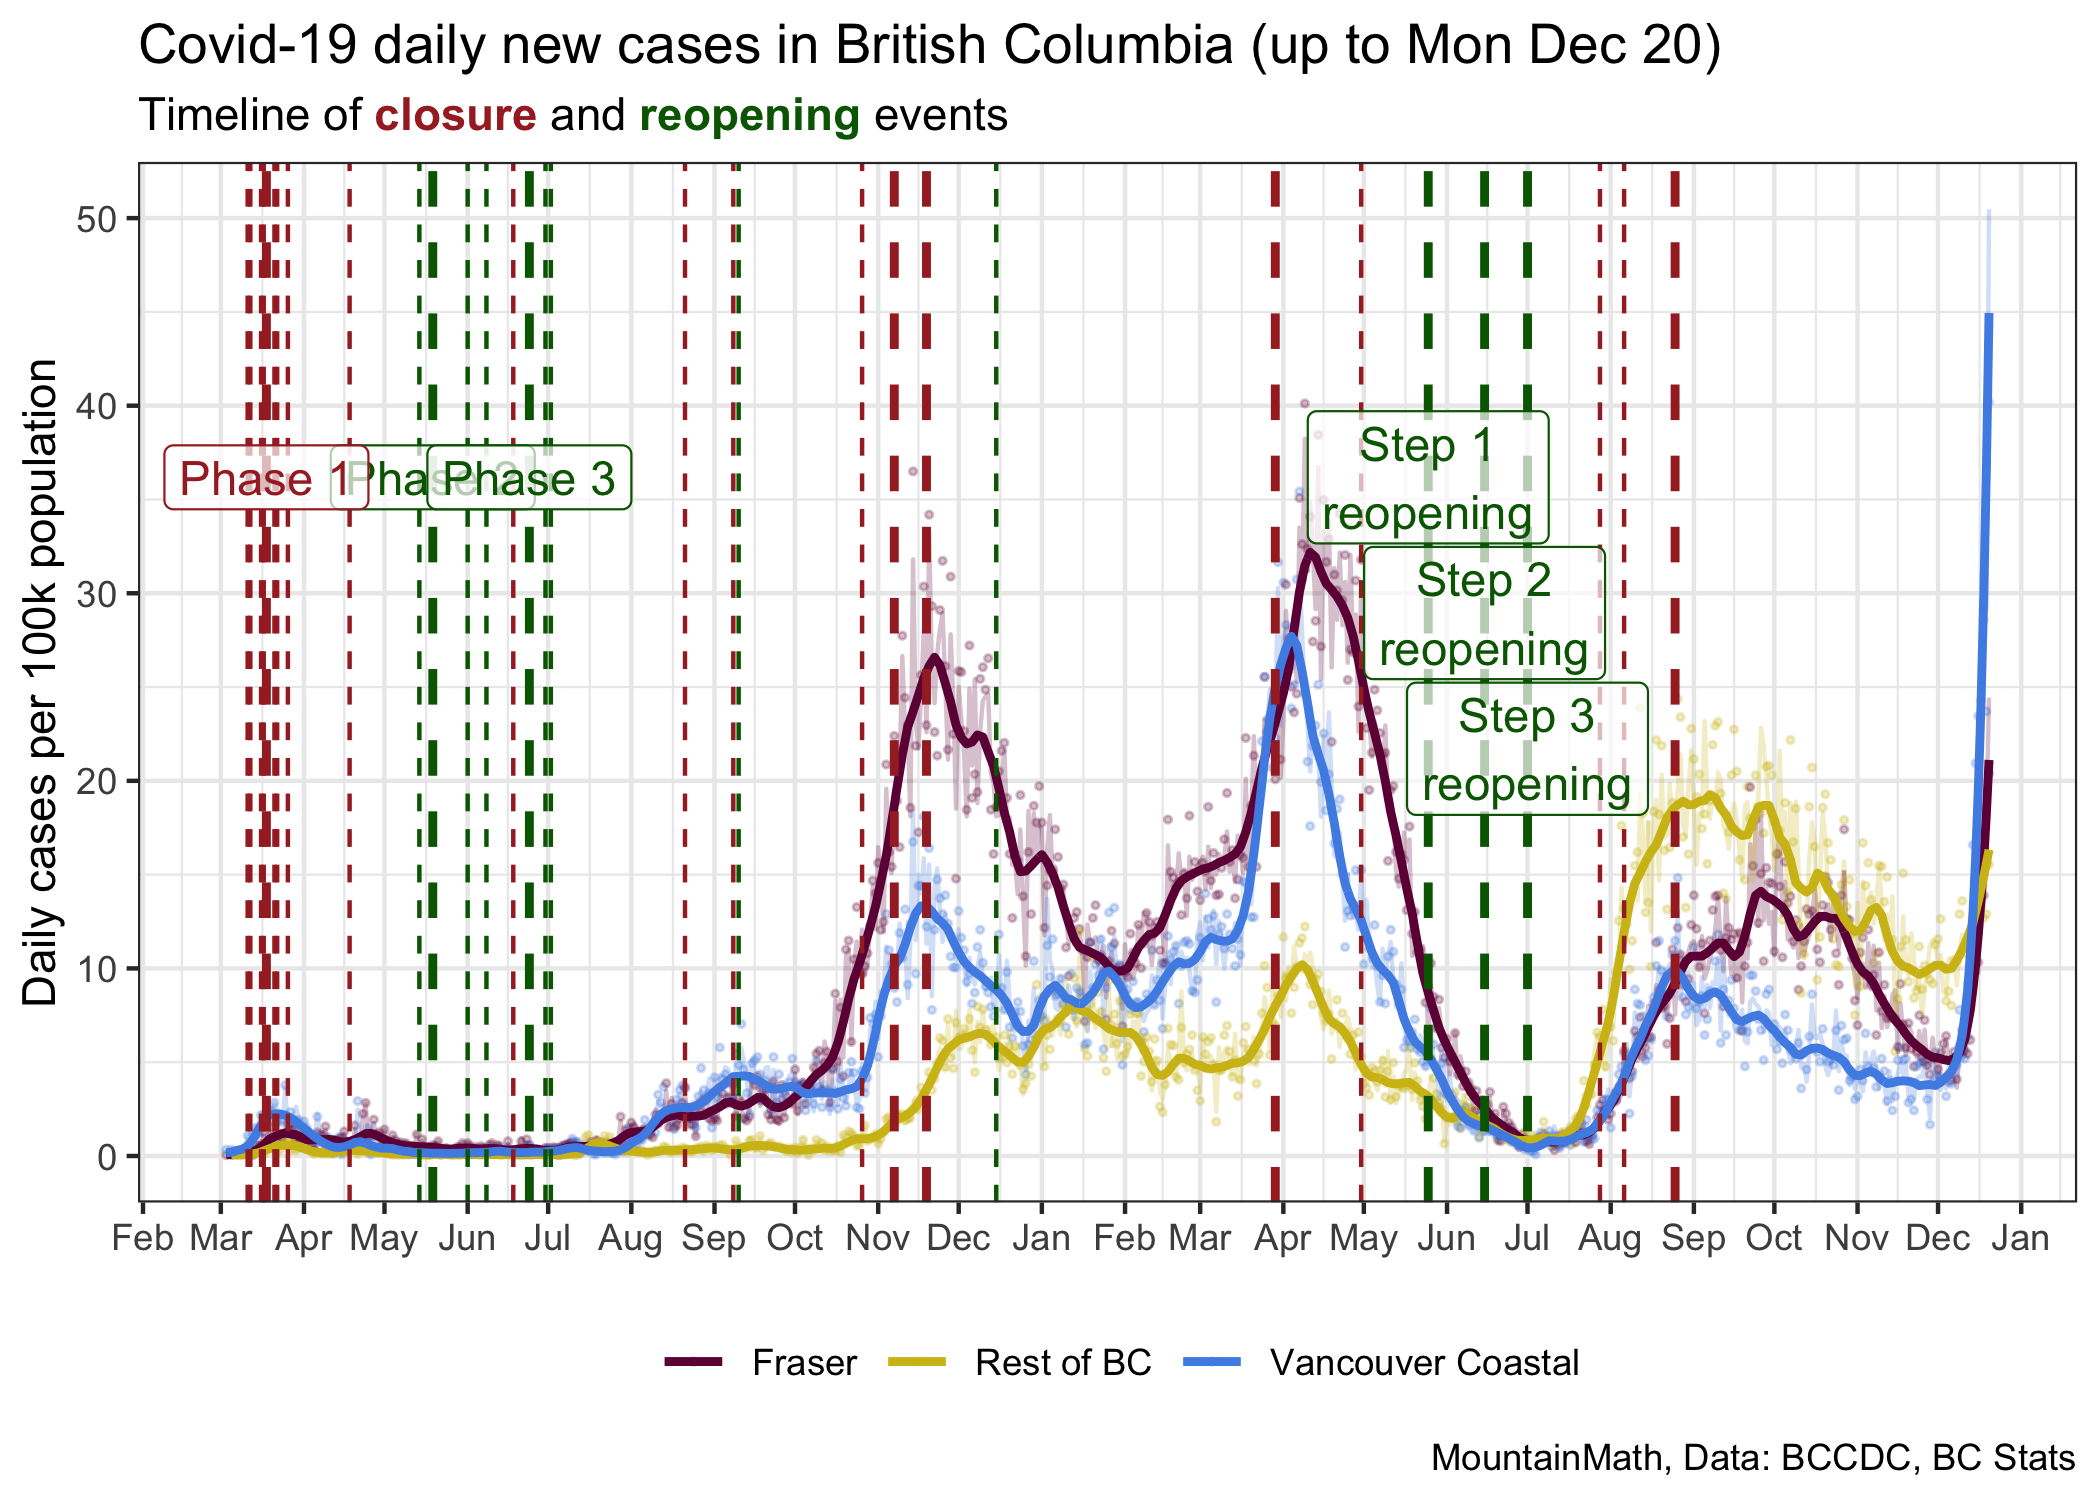 Covid-19 daily new cases in British Columbia (up to Mon Dec 20)
Timeline of closure and reopening events
Daily cases per 100k population
50
40
30
20
10
0
Phase 1
Phase 2
Phase 3
Step 1
reopening
Step 2
reopening
Step 3
reopening
Feb Mar Apr May Jun Jul Aug Sep Oct Nov Dec Jan Feb Mar Apr May Jun Jul Aug Sep Oct Nov Dec Jan
Fraser Rest of BC Vancouver Coastal
MountainMath, Data: BCCDC, BC Stats